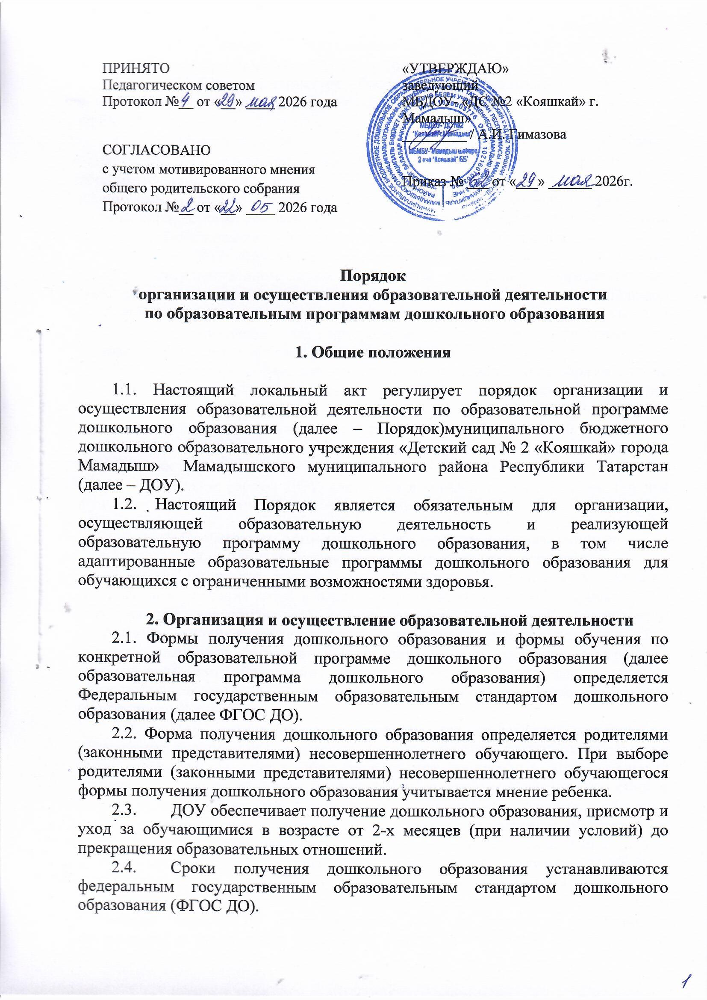 ПРИНЯТО
Педагогическом советом
Протокол № 4 от «29» мая 2026 года
СОГЛАСОВАНО
с учетом мотивированного мнения
общего родительского собрания
Протокол № 2 от «22» 05 2026 года
«УТВЕРЖДАЮ»
заведующий
МБДОУ- «ДС №2 «Кояшкай» г.
Мамадыш»
/ А.И. Гимазова
Приказ № 62 от «29» мая 2026г.
МБДОУ- ДС №2
"Кояшкай" г.Мамадыш"
МБМБУ-"Мамадыш шәһәре
2 нче "Кояшкай" ББ"
Порядок
организации и осуществления образовательной деятельности
по образовательным программам дошкольного образования
1. Общие положения
1.1. Настоящий локальный акт регулирует порядок организации и
осуществления образовательной деятельности по образовательной программе
дошкольного образования (далее – Порядок)муниципального бюджетного
дошкольного образовательного учреждения «Детский сад № 2 «Кояшкай» города
Мамадыш» Мамадышского муниципального района Республики Татарстан
(далее – ДОУ).
1.2. Настоящий Порядок является обязательным для организации,
осуществляющей образовательную деятельность и реализующей
образовательную программу дошкольного образования, в том числе
адаптированные образовательные программы дошкольного образования для
обучающихся с ограниченными возможностями здоровья.
2. Организация и осуществление образовательной деятельности
2.1. Формы получения дошкольного образования и формы обучения по
конкретной образовательной программе дошкольного образования (далее
образовательная программа дошкольного образования) определяется
Федеральным государственным образовательным стандартом дошкольного
образования (далее ФГОС ДО).
2.2. Форма получения дошкольного образования определяется родителями
(законными представителями) несовершеннолетнего обучающего. При выборе
родителями (законными представителями) несовершеннолетнего обучающегося
формы получения дошкольного образования учитывается мнение ребенка.
2.3. ДОУ обеспечивает получение дошкольного образования, присмотр и
уход за обучающимися в возрасте от 2-х месяцев (при наличии условий) до
прекращения образовательных отношений.
2.4. Сроки получения дошкольного образования устанавливаются
федеральным государственным образовательным стандартом дошкольного
образования (ФГОС ДО).
1